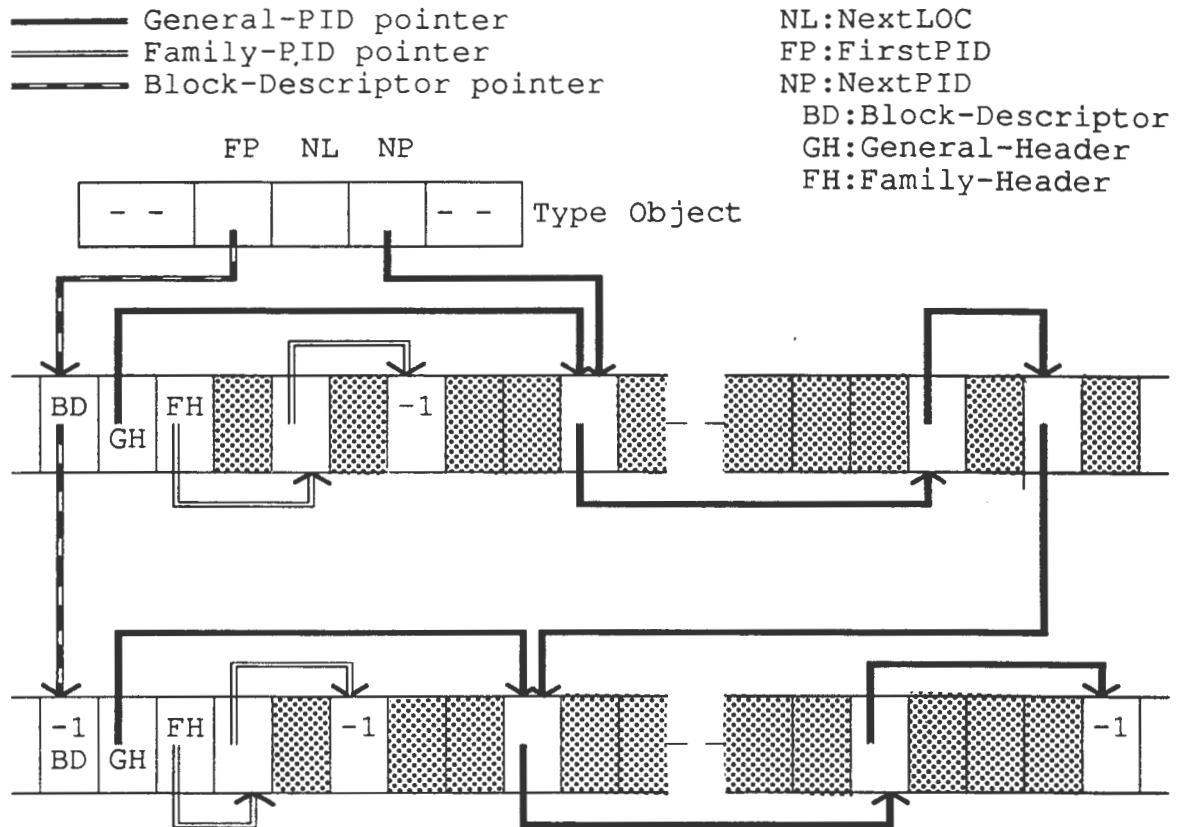 General-PID pointer
Family-PID pointer
Block-Descriptor pointer
NL:NextLOC
FP:FirstPID
NP:NextPID
BD:Block-Descriptor
GH:General-Header
FH:Family-Header
FP NL NP
- - - - Type Object
BD GH FH -1
- -
-1 BD GH FH -1 -1
- -